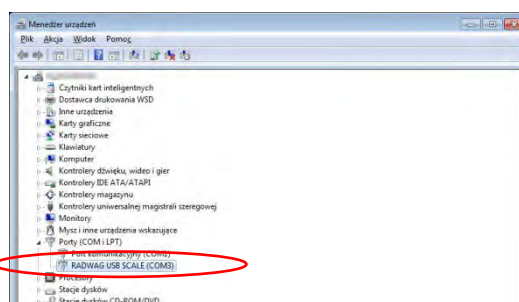 Menedżer urządzeń
Plik Akcja Widok Pomoc
Czytniki kart inteligentnych
Dostawca drukowania WSD
Inne urządzenia
Karty graficzne
Karty sieciowe
Klawiatury
Komputer
Kontrolery dźwięku, wideo i gier
Kontrolery IDE ATA/ATAPI
Kontrolery magazynu
Kontrolery uniwersalnej magistrali szeregowej
Monitory
Mysz i inne urządzenia wskazujące
Porty (COM i LPT)
Port komunikacyjny
RADWAG USB SCALE (COM3)
Procesory
Stacje dysków
Stacje dysków CD-ROM/DVD